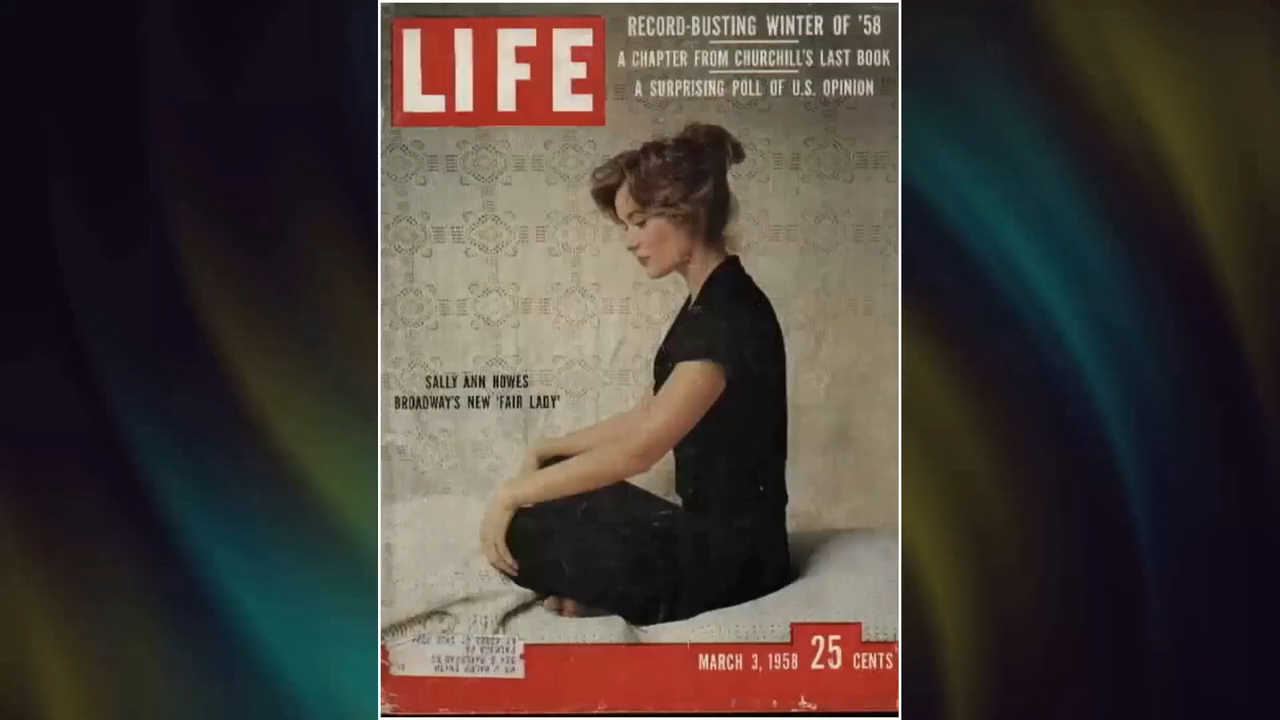 LIFE
RECORD-BUSTING WINTER OF '58
A CHAPTER FROM CHURCHILL'S LAST BOOK
A SURPRISING POLL OF U.S. OPINION
SALLY ANN HOWES
BROADWAY'S NEW 'FAIR LADY'
MARCH 3, 1958 25 CENTS